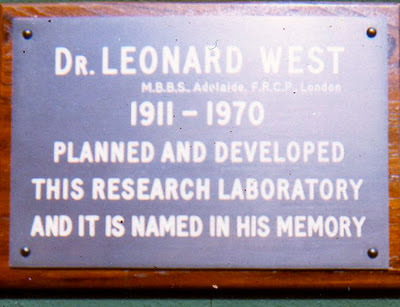 DR. LEONARD WEST
M.B.B.S., Adelaide, F.R.C.P., London
1911 - 1970
PLANNED AND DEVELOPED
THIS RESEARCH LABORATORY
AND IT IS NAMED IN HIS MEMORY